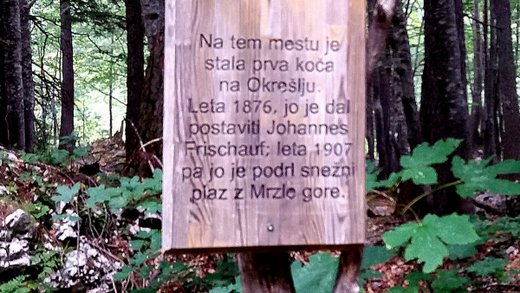 Na tem mestu je
stala prva koča
na Okrešlju.
Leta 1876. jo je dal
postaviti Johannes
Frischauf, leta 1907
pa jo je podrl snežni
plaz z Mrzle gore.